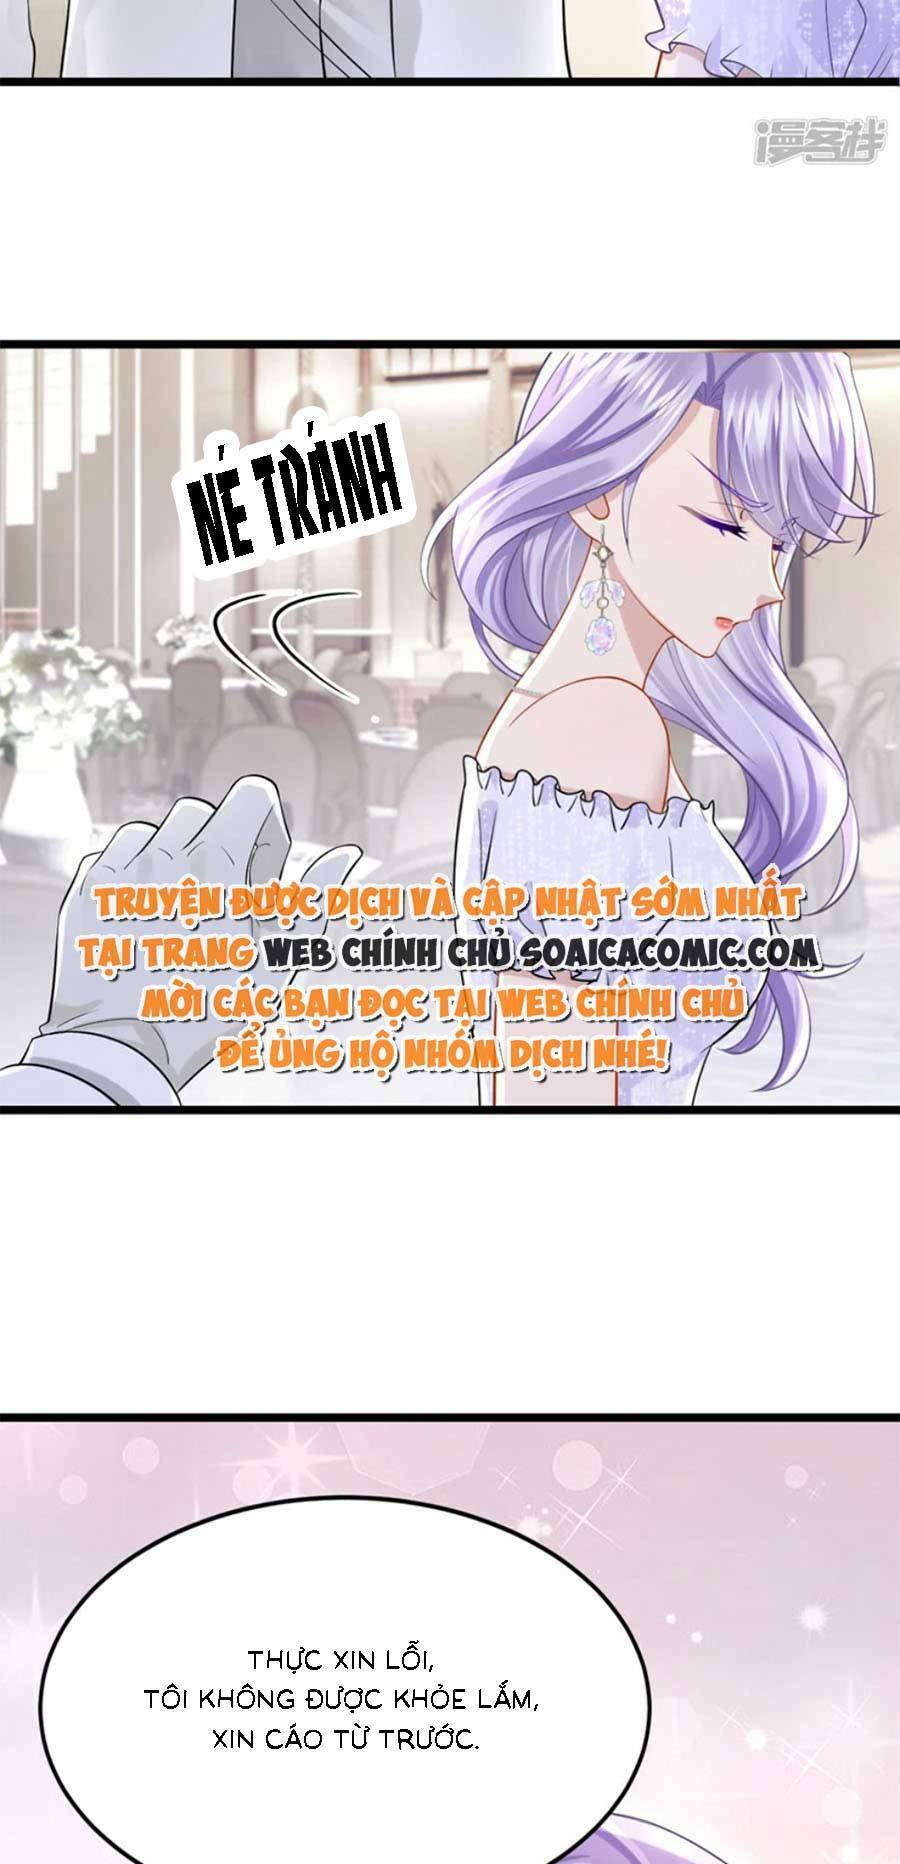 漫客栈
NÉ TRÁNH
TRUYỆN ĐƯỢC DỊCH VÀ CẬP NHẬT SỚM NHẤT
TẠI TRANG WEB CHÍNH CHỦ SOAICACOMIC.COM
MỜI CÁC BẠN ĐỌC TẠI WEB CHÍNH CHỦ
ĐỂ ỦNG HỘ NHÓM DỊCH NHÉ!
THỰC XIN LỖI,
TÔI KHÔNG ĐƯỢC KHỎE LẮM,
XIN CÁO TỪ TRƯỚC.